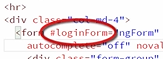 <hr>
<div class="col-md-4">
<form #loginForm="ngForm"
autocomplete="off" noval
<div class="form-group"